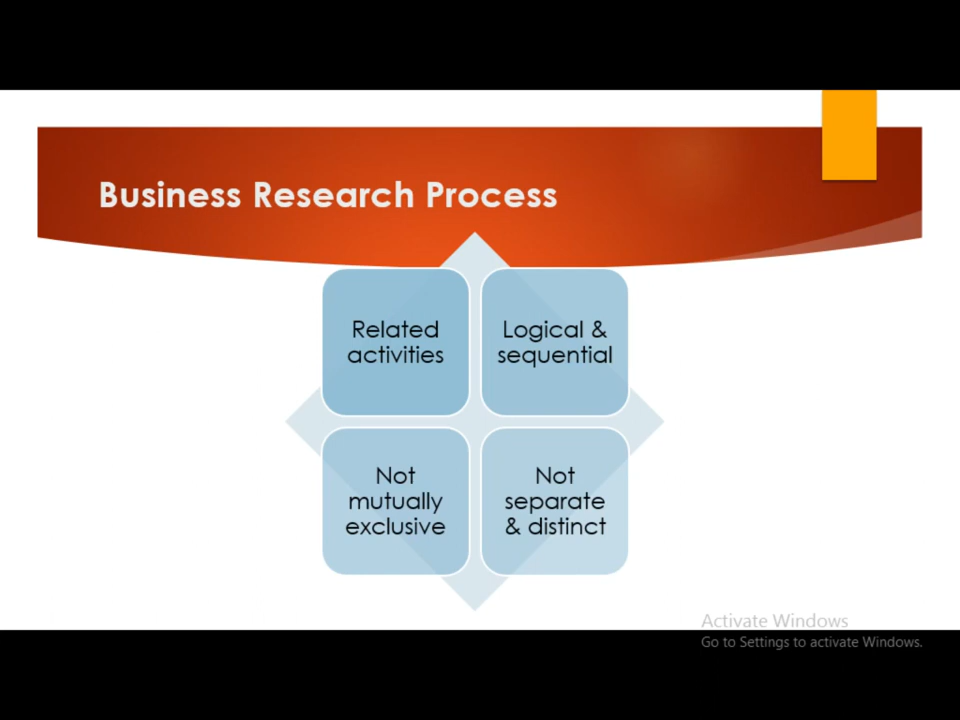 Business Research Process
Related
activities
Logical &
sequential
Not
mutually
exclusive
Not
separate
& distinct
Activate Windows
Go to Settings to activate Windows.